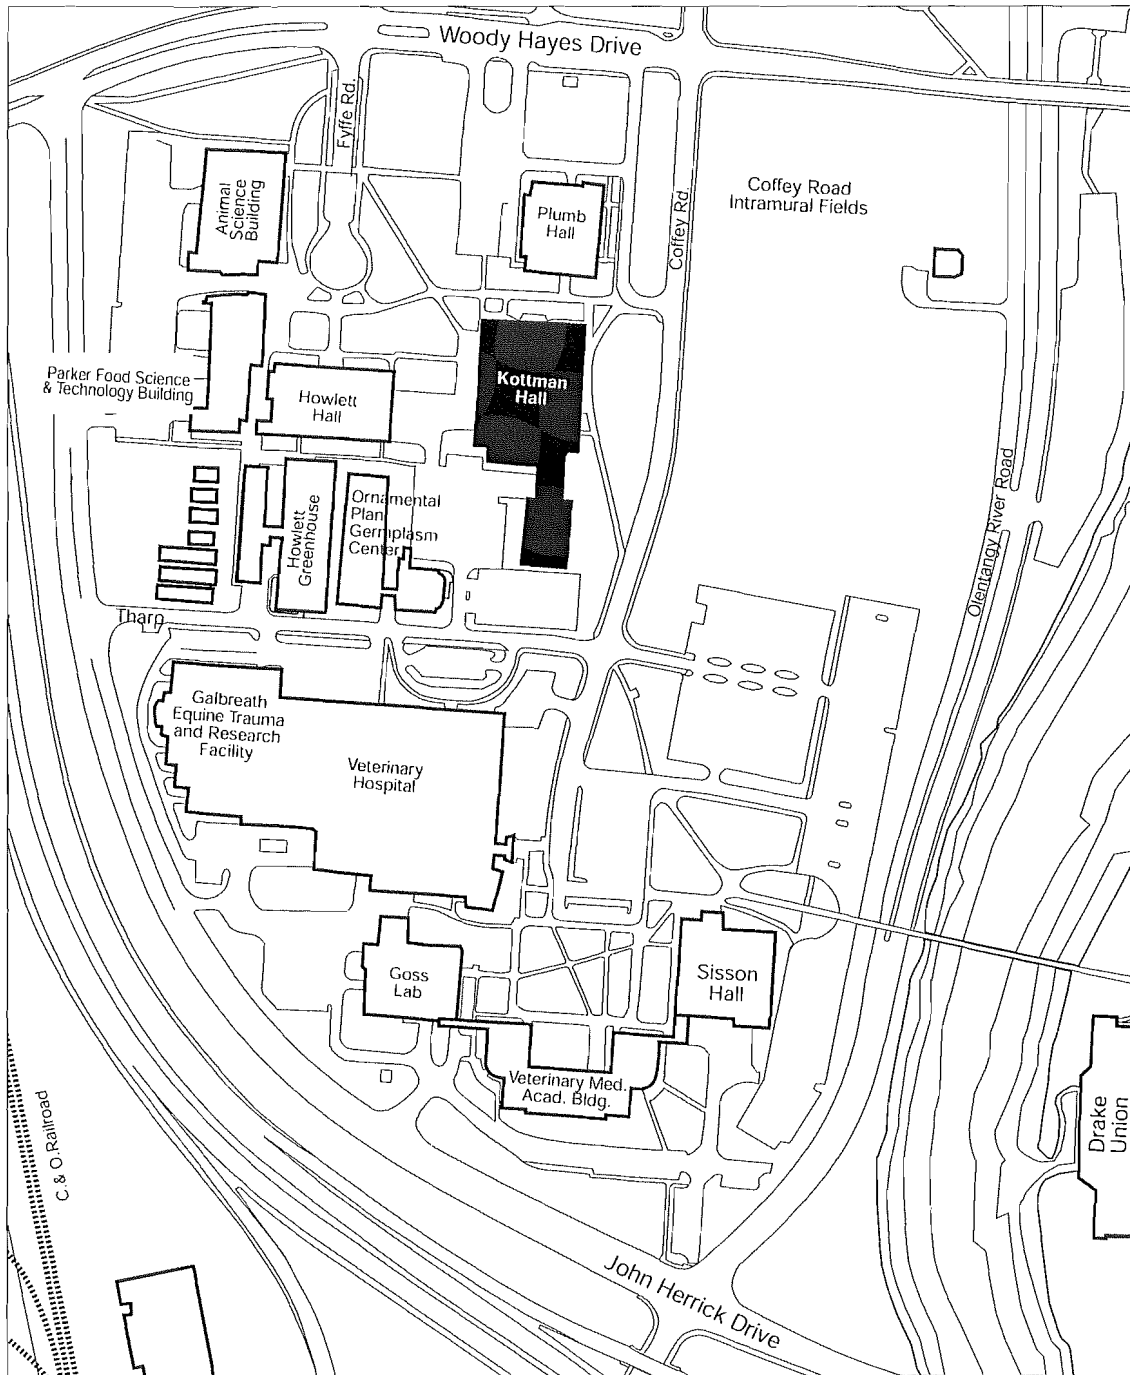 Woody Hayes Drive
Fyffe Rd.
Animal
Science
Building
Plumb
Hall
Coffey Rd.
Coffey Road
Intramural Fields
Parker Food Science
& Technology Building
Howlett
Hall
Kottman
Hall
Howlett
Greenhouse
Ornamental
Plan
Germplasm
Center
Olentangy River Road
Tharp
Galbreath
Equine Trauma
and Research
Facility
Veterinary
Hospital
Goss
Lab
Sisson
Hall
Veterinary Med.
Acad. Bldg.
Drake
Union
C. & O. Railroad
John Herrick Drive